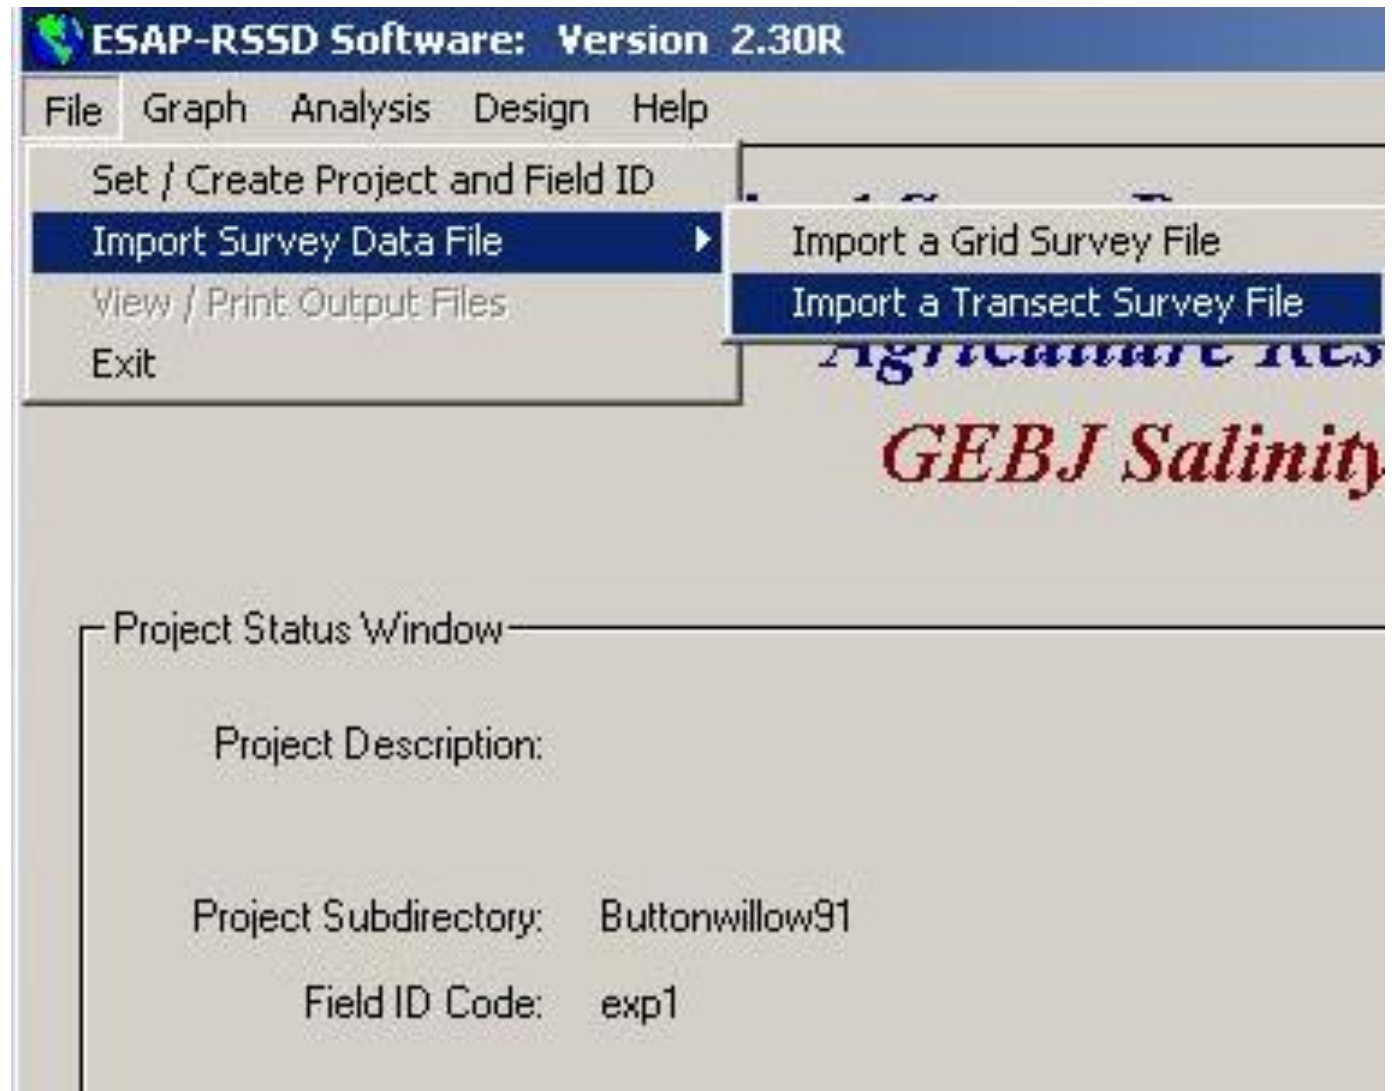 ESAP-RSSD Software: Version 2.30R
File Graph Analysis Design Help
Set / Create Project and Field ID
Import Survey Data File
Import a Grid Survey File
View / Print Output Files
Import a Transect Survey File
Exit
Agriculture Res
GEBJ Salinity
Project Status Window
Project Description:
Project Subdirectory: Buttonwillow91
Field ID Code: exp1